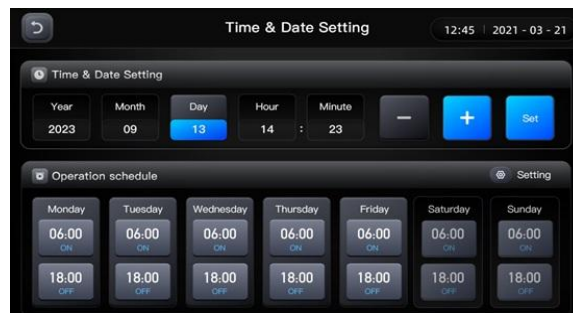 Time & Date Setting
12:45 2021 - 03 - 21
Time & Date Setting
Year Month Day Hour Minute
2023 09 13 14 : 23
− + Set
Operation schedule
Setting
Monday Tuesday Wednesday Thursday Friday Saturday Sunday
06:00 06:00 06:00 06:00 06:00 06:00 06:00
ON ON ON ON ON ON ON
18:00 18:00 18:00 18:00 18:00 18:00 18:00
OFF OFF OFF OFF OFF OFF OFF